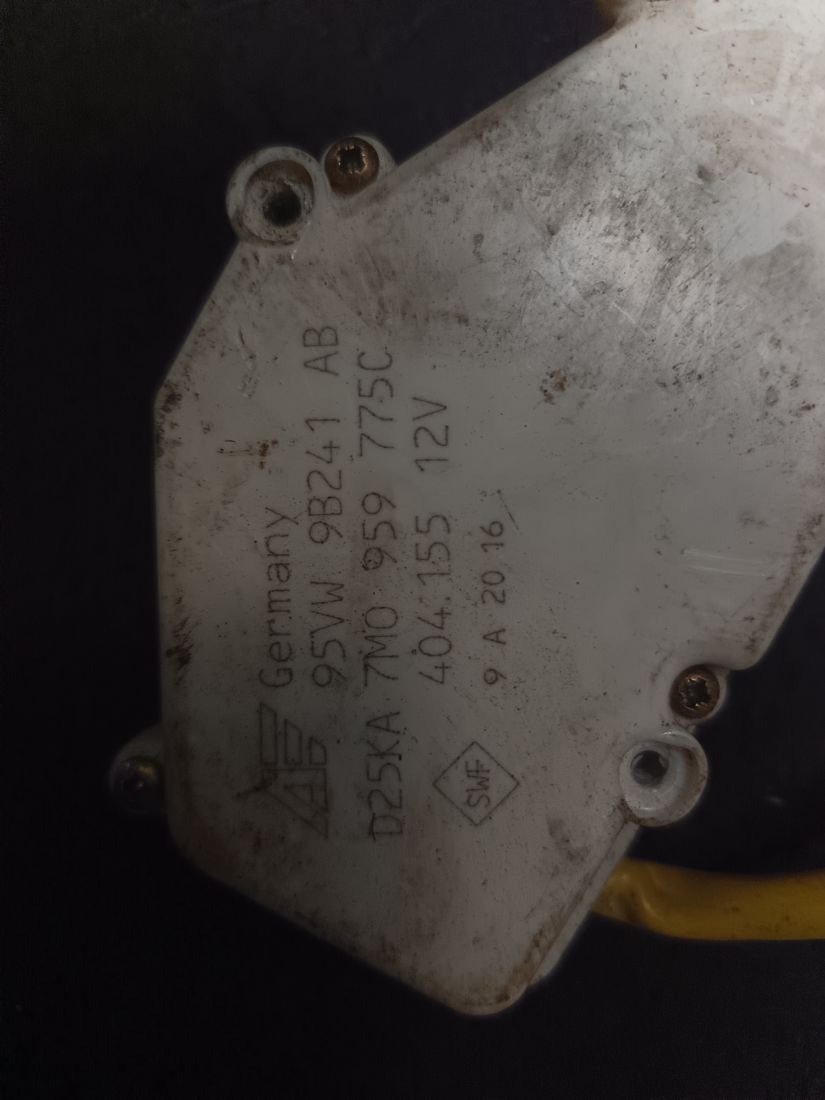 Germany
95VW 9B241 AB
D25KA 7M0 959 775C
404.155 12V
9 A 20 16
SWF